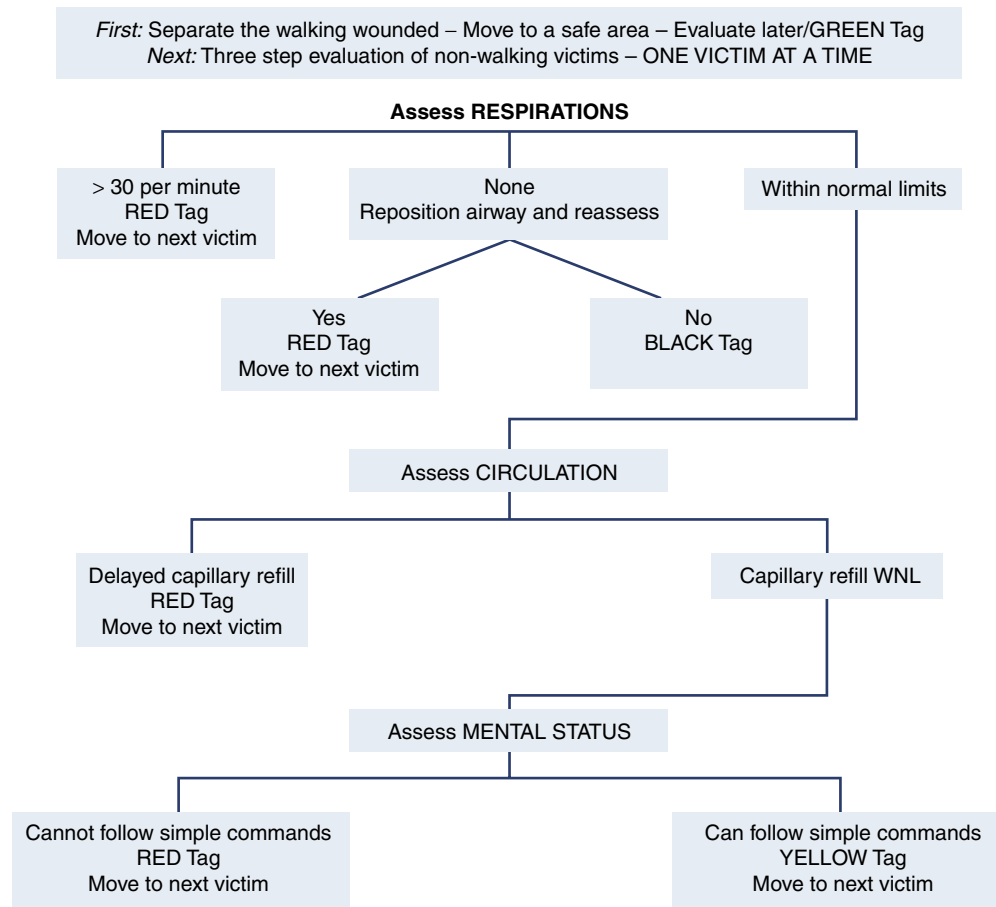 First: Separate the walking wounded – Move to a safe area – Evaluate later/GREEN Tag
Next: Three step evaluation of non-walking victims – ONE VICTIM AT A TIME
Assess RESPIRATIONS
> 30 per minute
RED Tag
Move to next victim
None
Reposition airway and reassess
Within normal limits
Yes
RED Tag
Move to next victim
No
BLACK Tag
Assess CIRCULATION
Delayed capillary refill
RED Tag
Move to next victim
Capillary refill WNL
Assess MENTAL STATUS
Cannot follow simple commands
RED Tag
Move to next victim
Can follow simple commands
YELLOW Tag
Move to next victim